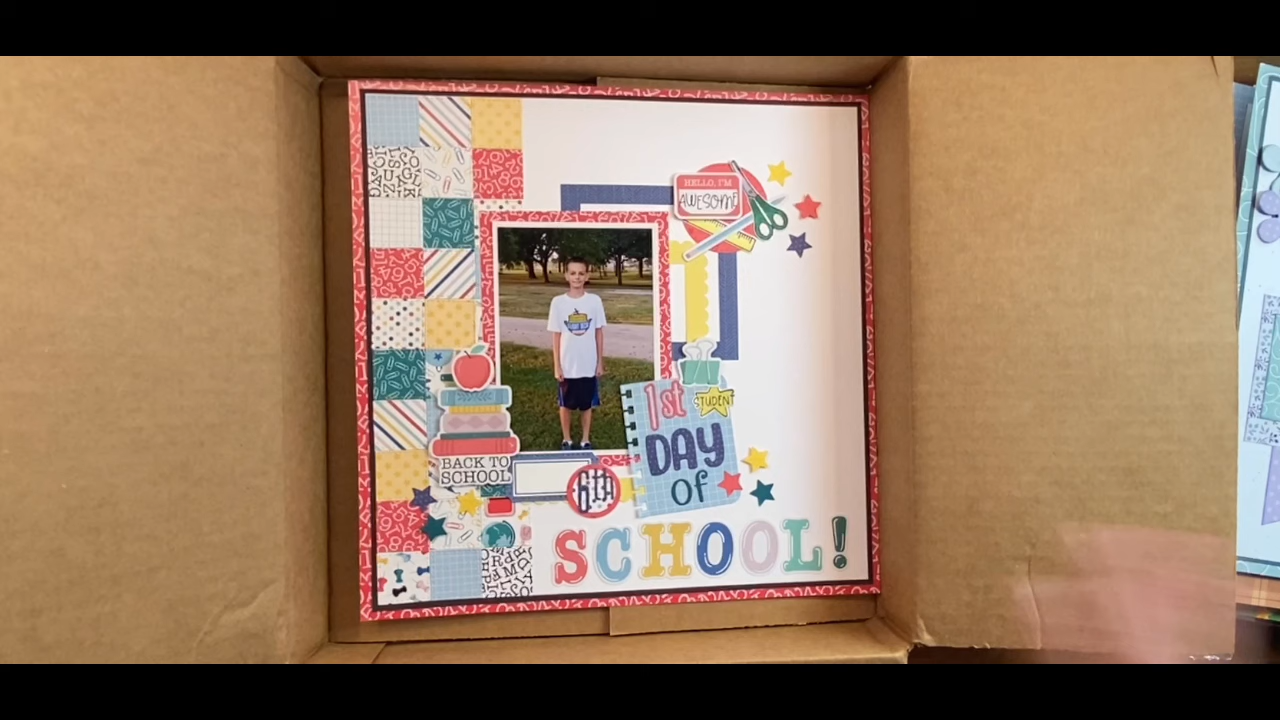 HELLO, I'M
AWESOME
1st
STUDENT
DAY
of
BACK TO
SCHOOL
6th
SCHOOL!